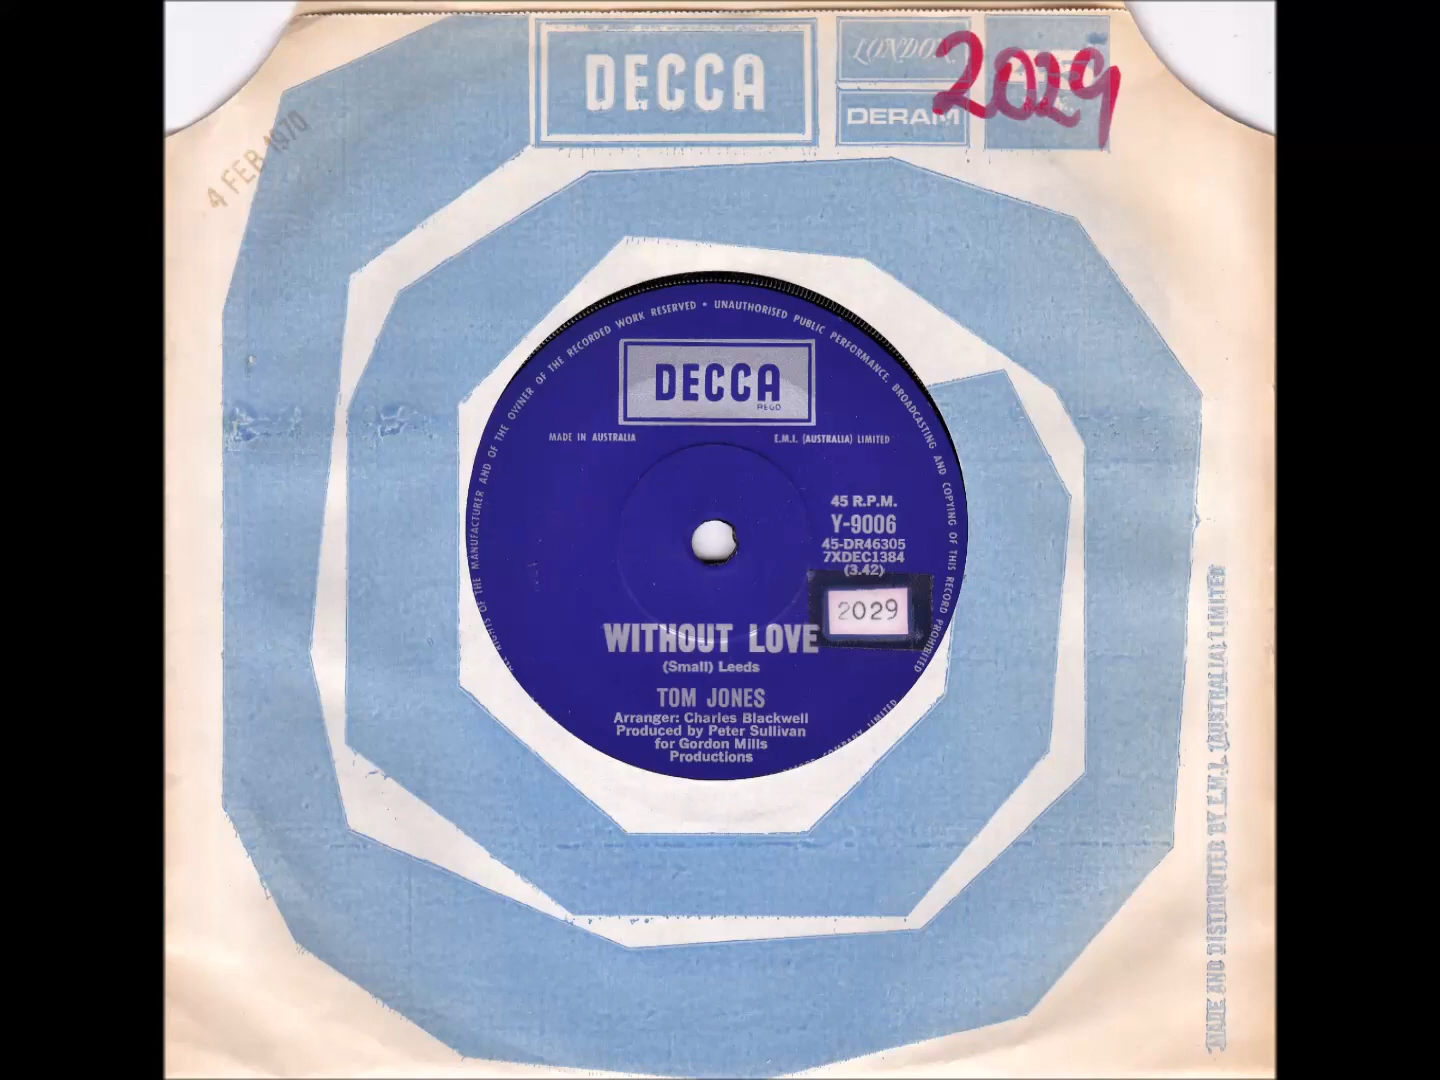 DECCA
LONDON
DERAM
2029
4 FEB 1970
OF THE MANUFACTURER AND OF THE OWNER OF THE RECORDED WORK RESERVED • UNAUTHORISED PUBLIC PERFORMANCE, BROADCASTING AND COPYING OF THIS RECORD PROHIBITED
DECCA
REGD
MADE IN AUSTRALIA
E.M.I. (AUSTRALIA) LIMITED
45 R.P.M.
Y-9006
45-DR46305
7XDEC1384
(3.42)
2029
WITHOUT LOVE
(Small) Leeds
TOM JONES
Arranger: Charles Blackwell
Produced by Peter Sullivan
for Gordon Mills
Productions
COMPANY LIMITED
MADE AND DISTRIBUTED BY E.M.I. (AUSTRALIA) LIMITED